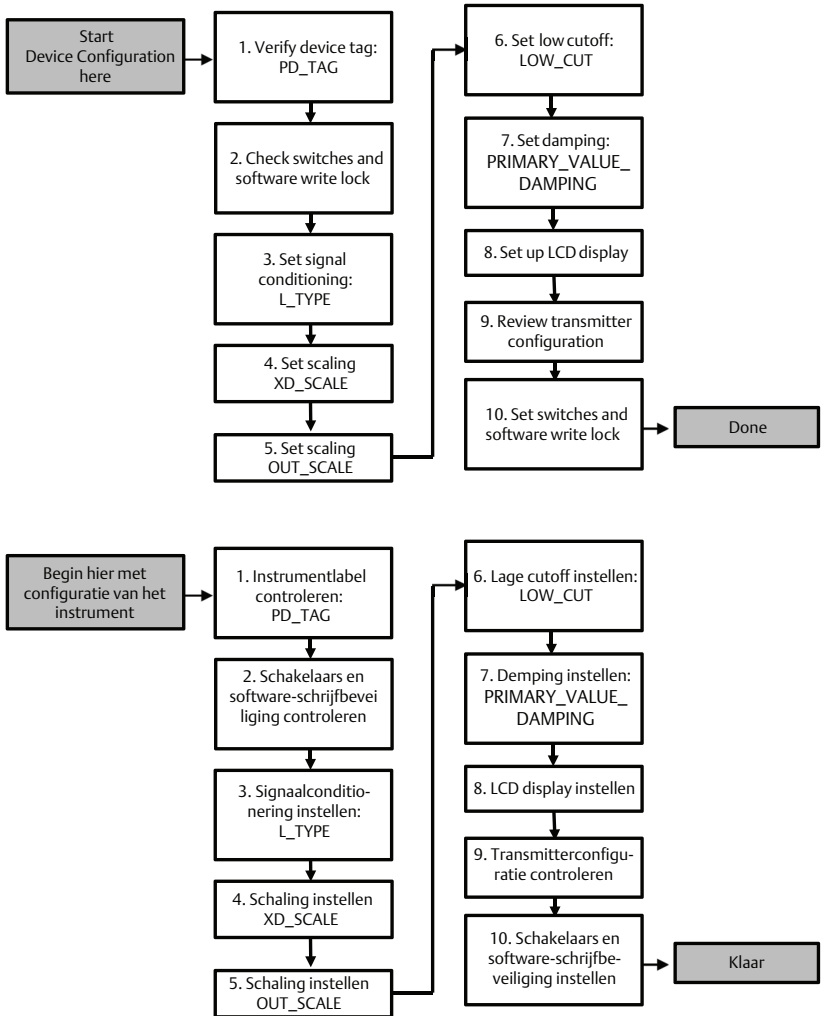 Start
Device Configuration
here
1. Verify device tag:
PD_TAG
2. Check switches and
software write lock
3. Set signal
conditioning:
L_TYPE
4. Set scaling
XD_SCALE
5. Set scaling
OUT_SCALE
6. Set low cutoff:
LOW_CUT
7. Set damping:
PRIMARY_VALUE_
DAMPING
8. Set up LCD display
9. Review transmitter
configuration
10. Set switches and
software write lock
Done
Begin hier met
configuratie van het
instrument
1. Instrumentlabel
controleren:
PD_TAG
2. Schakelaars en
software-schrijfbevei
liging controleren
3. Signaalconditio-
nering instellen:
L_TYPE
4. Schaling instellen
XD_SCALE
5. Schaling instellen
OUT_SCALE
6. Lage cutoff instellen:
LOW_CUT
7. Demping instellen:
PRIMARY_VALUE_
DAMPING
8. LCD display instellen
9. Transmitterconfigu-
ratie controleren
10. Schakelaars en
software-schrijfbe-
veiliging instellen
Klaar